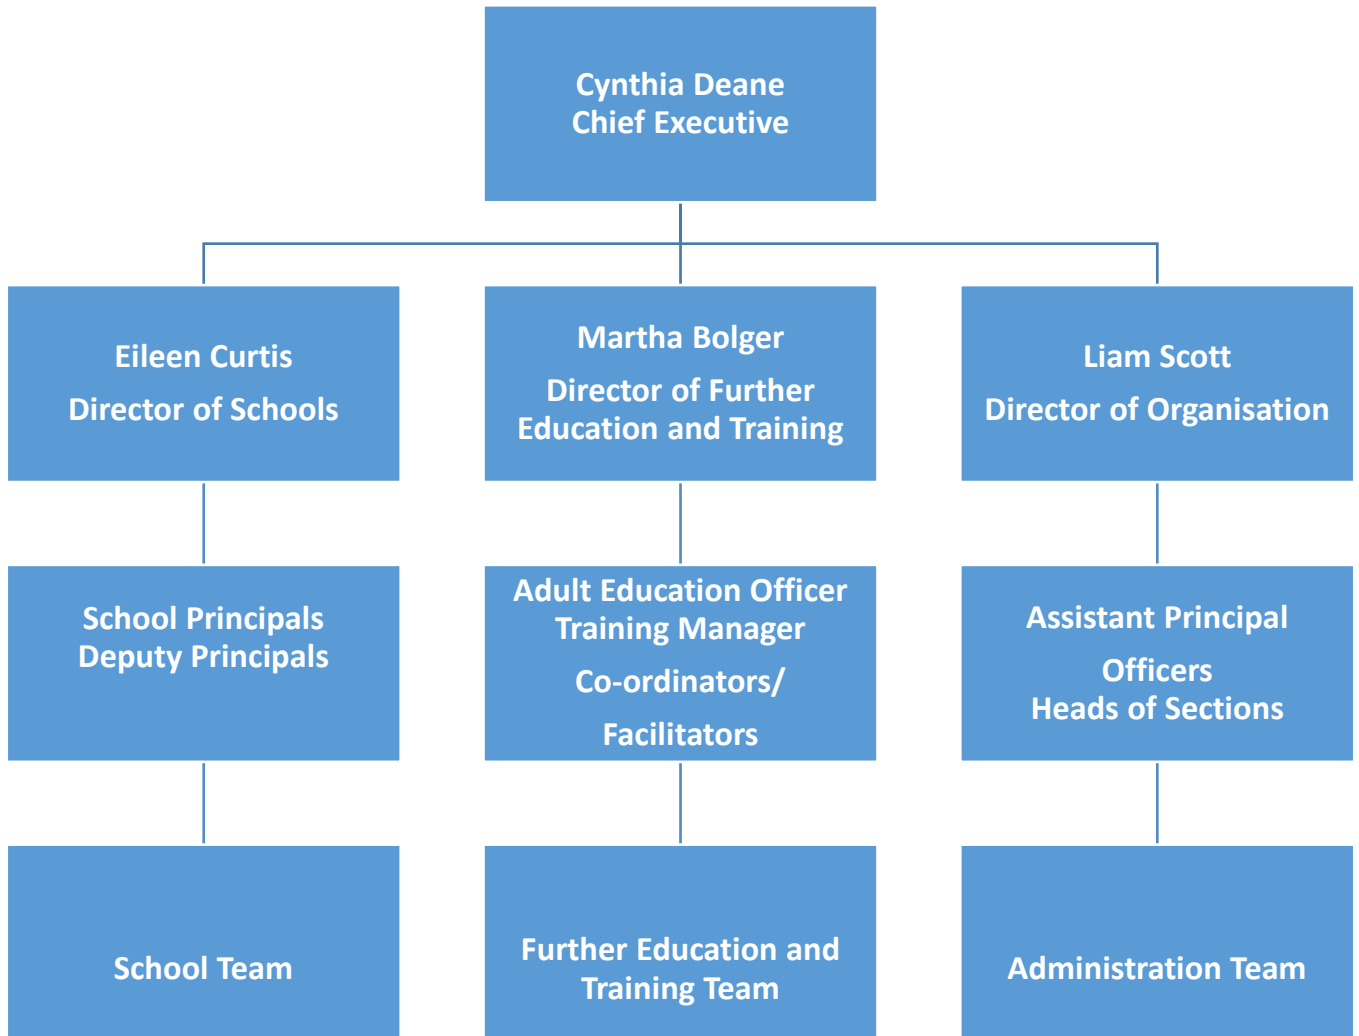 Cynthia Deane
Chief Executive
Eileen Curtis
Director of Schools
Martha Bolger
Director of Further
Education and Training
Liam Scott
Director of Organisation
School Principals
Deputy Principals
Adult Education Officer
Training Manager
Co-ordinators/
Facilitators
Assistant Principal
Officers
Heads of Sections
School Team
Further Education and
Training Team
Administration Team